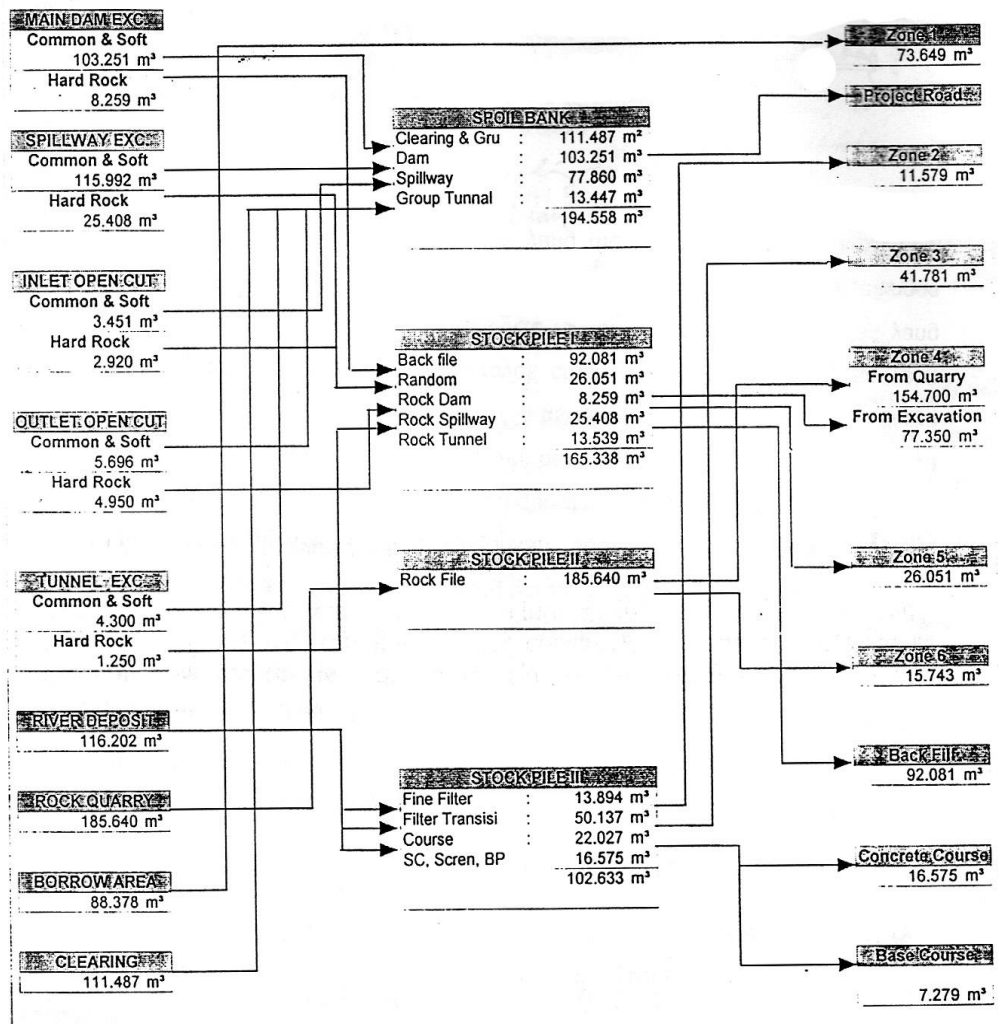 MAIN DAM EXC.
Common & Soft
103.251 m³
Hard Rock
8.259 m³
SPILLWAY EXC.
Common & Soft
115.992 m³
Hard Rock
25.408 m³
INLET OPEN CUT
Common & Soft
3.451 m³
Hard Rock
2.920 m³
OUTLET OPEN CUT
Common & Soft
5.696 m³
Hard Rock
4.950 m³
TUNNEL EXC.
Common & Soft
4.300 m³
Hard Rock
1.250 m³
RIVER DEPOSIT
116.202 m³
ROCK QUARRY
185.640 m³
BORROW AREA
88.378 m³
CLEARING
111.487 m³
SPOIL BANK
Clearing & Gru : 111.487 m²
Dam : 103.251 m³
Spillway : 77.860 m³
Group Tunnal : 13.447 m³
194.558 m³
STOCK PILE I
Back file : 92.081 m³
Random : 26.051 m³
Rock Dam : 8.259 m³
Rock Spillway : 25.408 m³
Rock Tunnel : 13.539 m³
165.338 m³
STOCK PILE II
Rock File : 185.640 m³
STOCK PILE III
Fine Filter : 13.894 m³
Filter Transisi : 50.137 m³
Course : 22.027 m³
SC, Scren, BP 16.575 m³
102.633 m³
Zone 1
73.649 m³
Project Road
Zone 2
11.579 m³
Zone 3
41.781 m³
Zone 4
From Quarry
154.700 m³
From Excavation
77.350 m³
Zone 5
26.051 m³
Zone 6
15.743 m³
Back Fill
92.081 m³
Concrete Course
16.575 m³
Base Course
7.279 m³